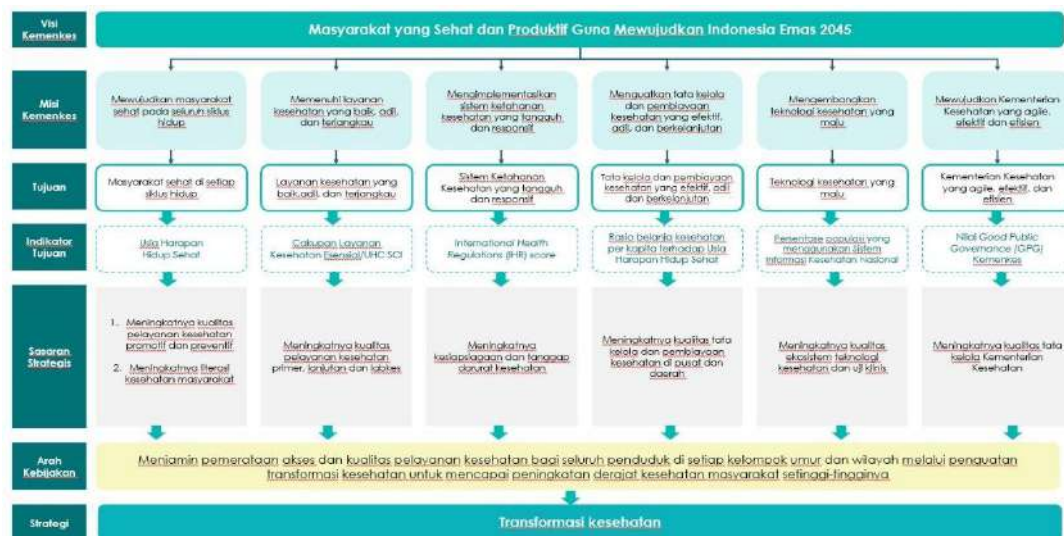 Visi
Kemenkes
Masyarakat yang Sehat dan Produktif Guna Mewujudkan Indonesia Emas 2045
Misi
Kemenkes
Mewujudkan masyarakat
sehat pada seluruh siklus
hidup
Memenuhi layanan
kesehatan yang baik, adil,
dan terjangkau
Mengimplementasikan
sistem ketahanan
kesehatan yang tangguh
dan responsif
Menguatkan tata kelola
dan pembiayaan
kesehatan yang efektif,
adil, dan berkelanjutan
Mengembangkan
teknologi kesehatan yang
maju
Mewujudkan Kementerian
Kesehatan yang agile,
efektif dan efisien
Tujuan
Masyarakat sehat di setiap
siklus hidup
Layanan kesehatan yang
baik,adil, dan terjangkau
Sistem Ketahanan
Kesehatan yang tangguh
dan responsif
Tata kelola dan pembiayaan
kesehatan yang efektif, adil
dan berkelanjutan
Teknologi kesehatan yang
maju
Kementerian Kesehatan
yang agile, efektif, dan
efisien
Indikator
Tujuan
Usia Harapan
Hidup Sehat
Cakupan Layanan
Kesehatan Esensial/UHC SCI
International Health
Regulations (IHR) score
Rasio belanja kesehatan
per kapita terhadap Usia
Harapan Hidup Sehat
Persentase populasi yang
menggunakan Sistem
Informasi Kesehatan Nasional
Nilai Good Public
Governance (GPG)
Kemenkes
Sasaran
Strategis
1. Meningkatnya kualitas
pelayanan kesehatan
promotif dan preventif
2. Meningkatnya literasi
kesehatan masyarakat
Meningkatnya kualitas
pelayanan kesehatan
primer, lanjutan dan labkes
Meningkatnya
kesiapsiagaan dan tanggap
darurat kesehatan
Meningkatnya kualitas tata
kelola dan pembiayaan
kesehatan di pusat dan
daerah
Meningkatnya kualitas
ekosistem teknologi
kesehatan dan uji klinis
Meningkatnya kualitas tata
kelola Kementerian
Kesehatan
Arah
Kebijakan
Menjamin pemerataan akses dan kualitas pelayanan kesehatan bagi seluruh penduduk di setiap kelompok umur dan wilayah melalui penguatan
transformasi kesehatan untuk mencapai peningkatan derajat kesehatan masyarakat setinggi-tingginya
Strategi
Transformasi kesehatan